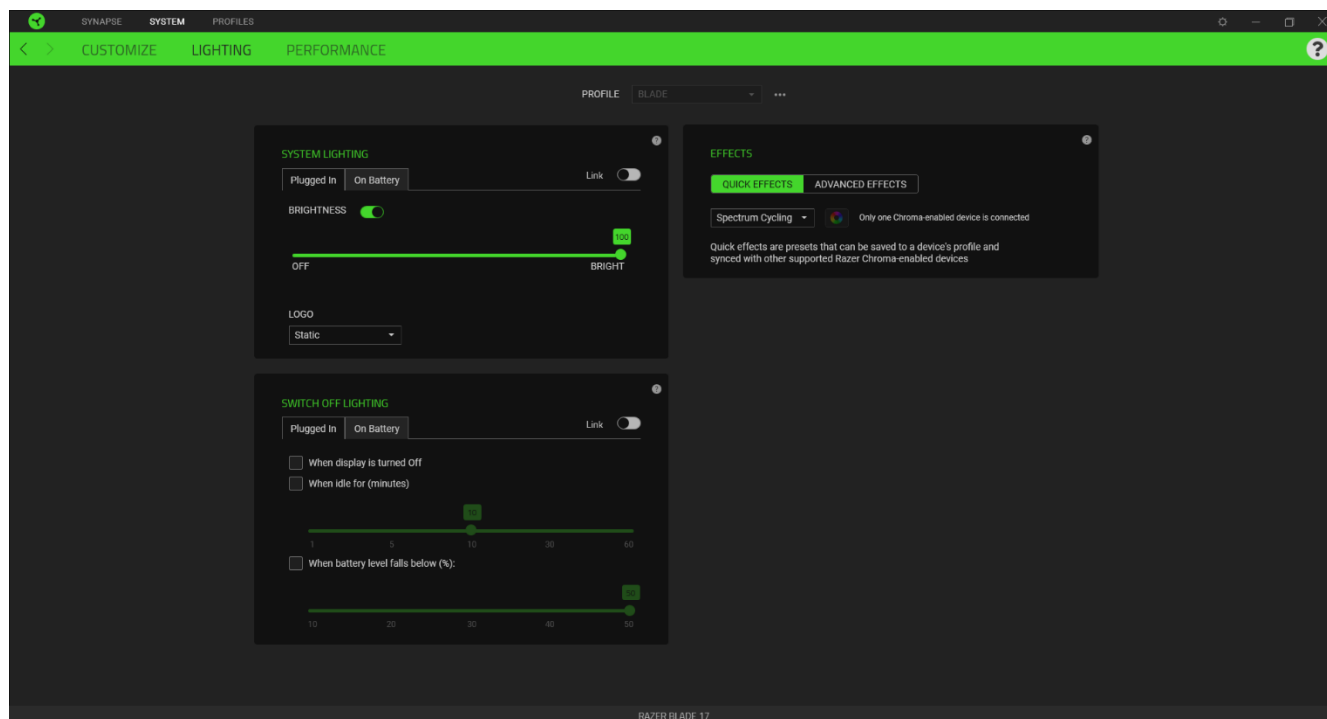 SYNAPSE SYSTEM PROFILES
CUSTOMIZE LIGHTING PERFORMANCE ?
PROFILE BLADE
SYSTEM LIGHTING
Plugged In On Battery Link
BRIGHTNESS
100
OFF BRIGHT
LOGO
Static
EFFECTS
QUICK EFFECTS ADVANCED EFFECTS
Spectrum Cycling Only one Chroma-enabled device is connected
Quick effects are presets that can be saved to a device's profile and
synced with other supported Razer Chroma-enabled devices
SWITCH OFF LIGHTING
Plugged In On Battery Link
When display is turned Off
When idle for (minutes)
10
1 5 10 30 60
When battery level falls below (%):
50
10 20 30 40 50
RAZER BLADE 17